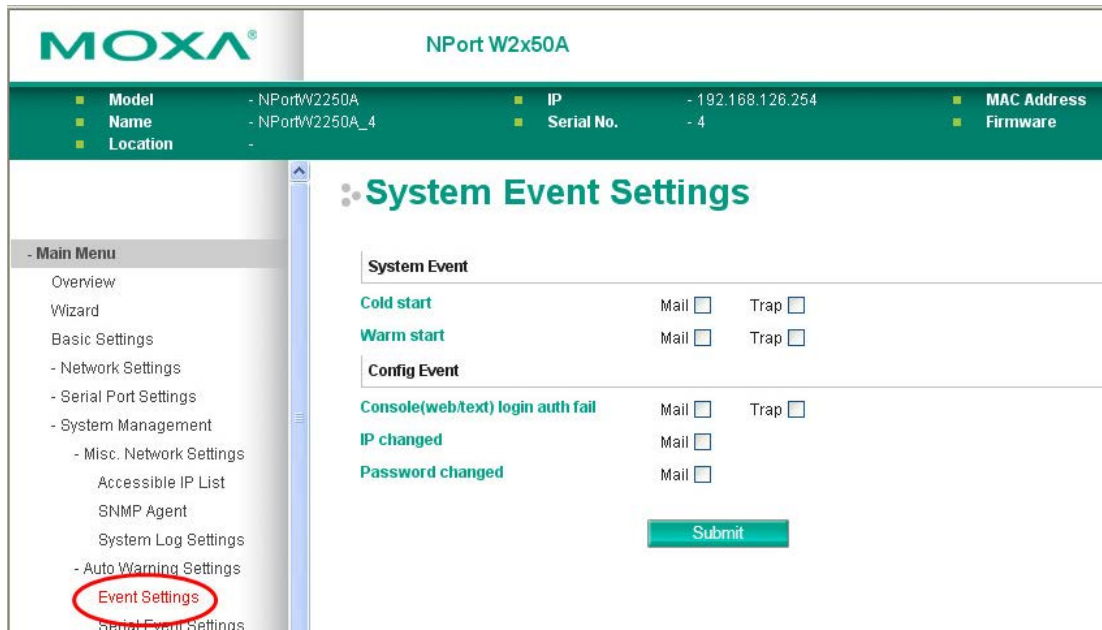 MOXA®
NPort W2x50A
Model - NPortW2250A IP - 192.168.126.254 MAC Address
Name - NPortW2250A_4 Serial No. - 4 Firmware
Location -
System Event Settings
- Main Menu
Overview
Wizard
Basic Settings
- Network Settings
- Serial Port Settings
- System Management
- Misc. Network Settings
Accessible IP List
SNMP Agent
System Log Settings
- Auto Warning Settings
Event Settings
Serial Event Settings
System Event
Cold start Mail Trap
Warm start Mail Trap
Config Event
Console(web/text) login auth fail Mail Trap
IP changed Mail
Password changed Mail
Submit